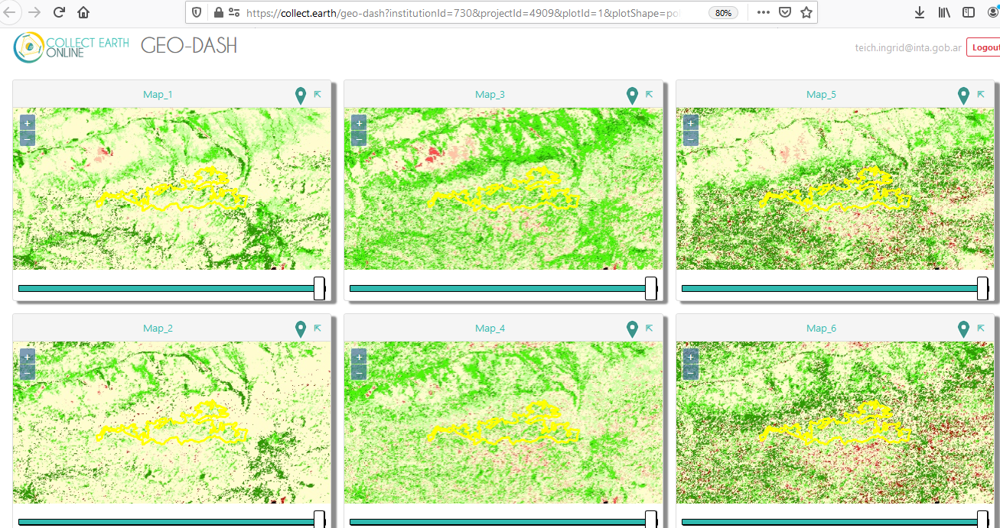 https://collect.earth/geo-dash?institutionId=730&projectId=4909&plotId=1&plotShape=po
80%
COLLECT EARTH
ONLINE
GEO-DASH
teich.ingrid@inta.gob.ar
Logout
Map_1
Map_3
Map_5
+
−
+
−
+
−
Map_2
Map_4
Map_6
+
−
+
−
+
−